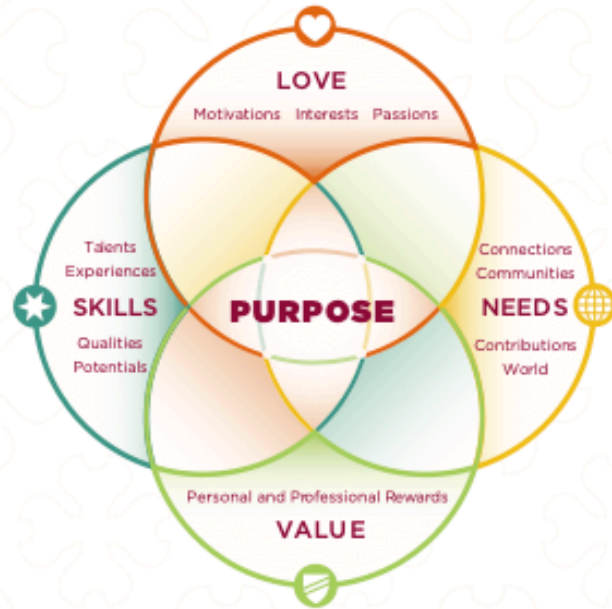 LOVE
Motivations Interests Passions
Talents
Experiences
SKILLS
Qualities
Potentials
PURPOSE
Connections
Communities
NEEDS
Contributions
World
Personal and Professional Rewards
VALUE